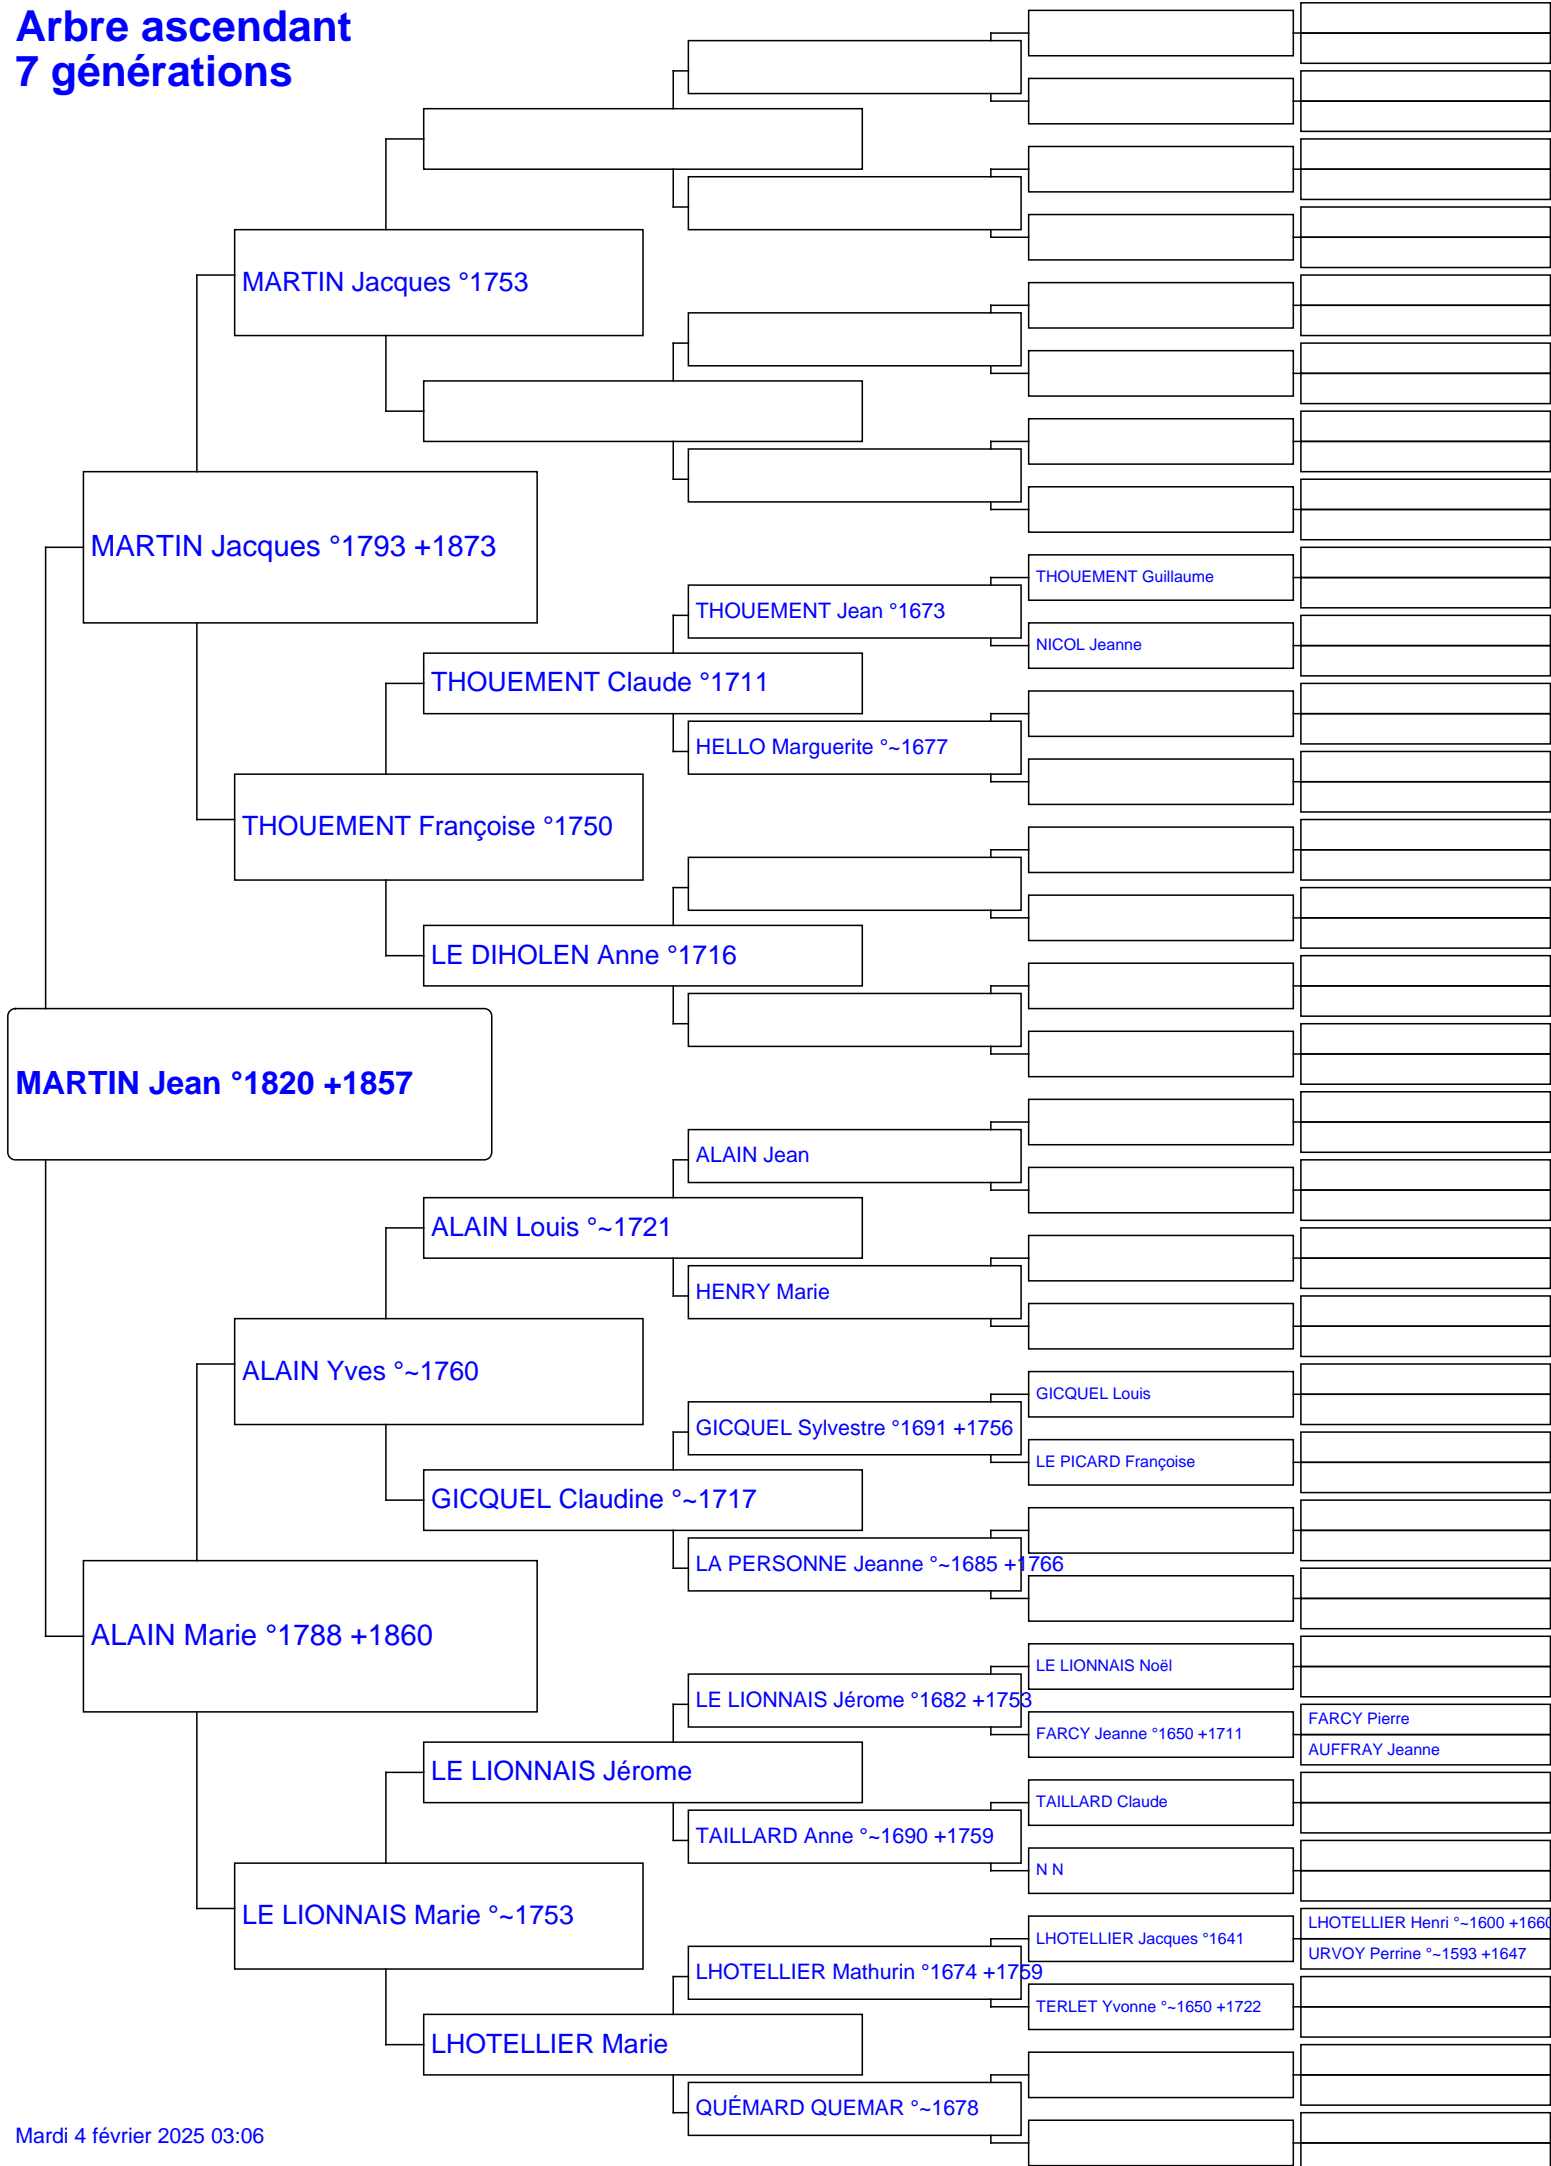 Arbre ascendant
7 générations
MARTIN Jacques °1753
MARTIN Jacques °1793 +1873
THOUEMENT Guillaume
THOUEMENT Jean °1673
NICOL Jeanne
THOUEMENT Claude °1711
HELLO Marguerite °~1677
THOUEMENT Françoise °1750
LE DIHOLEN Anne °1716
MARTIN Jean °1820 +1857
ALAIN Jean
ALAIN Louis °~1721
HENRY Marie
ALAIN Yves °~1760
GICQUEL Louis
GICQUEL Sylvestre °1691 +1756
LE PICARD Françoise
GICQUEL Claudine °~1717
LA PERSONNE Jeanne °~1685 +1766
ALAIN Marie °1788 +1860
LE LIONNAIS Noël
LE LIONNAIS Jérome °1682 +1753
FARCY Pierre
FARCY Jeanne °1650 +1711
AUFFRAY Jeanne
LE LIONNAIS Jérome
TAILLARD Claude
TAILLARD Anne °~1690 +1759
N N
LE LIONNAIS Marie °~1753
LHOTELLIER Henri °~1600 +1660
LHOTELLIER Jacques °1641
URVOY Perrine °~1593 +1647
LHOTELLIER Mathurin °1674 +1759
TERLET Yvonne °~1650 +1722
LHOTELLIER Marie
QUÉMARD QUEMAR °~1678
Mardi 4 février 2025 03:06